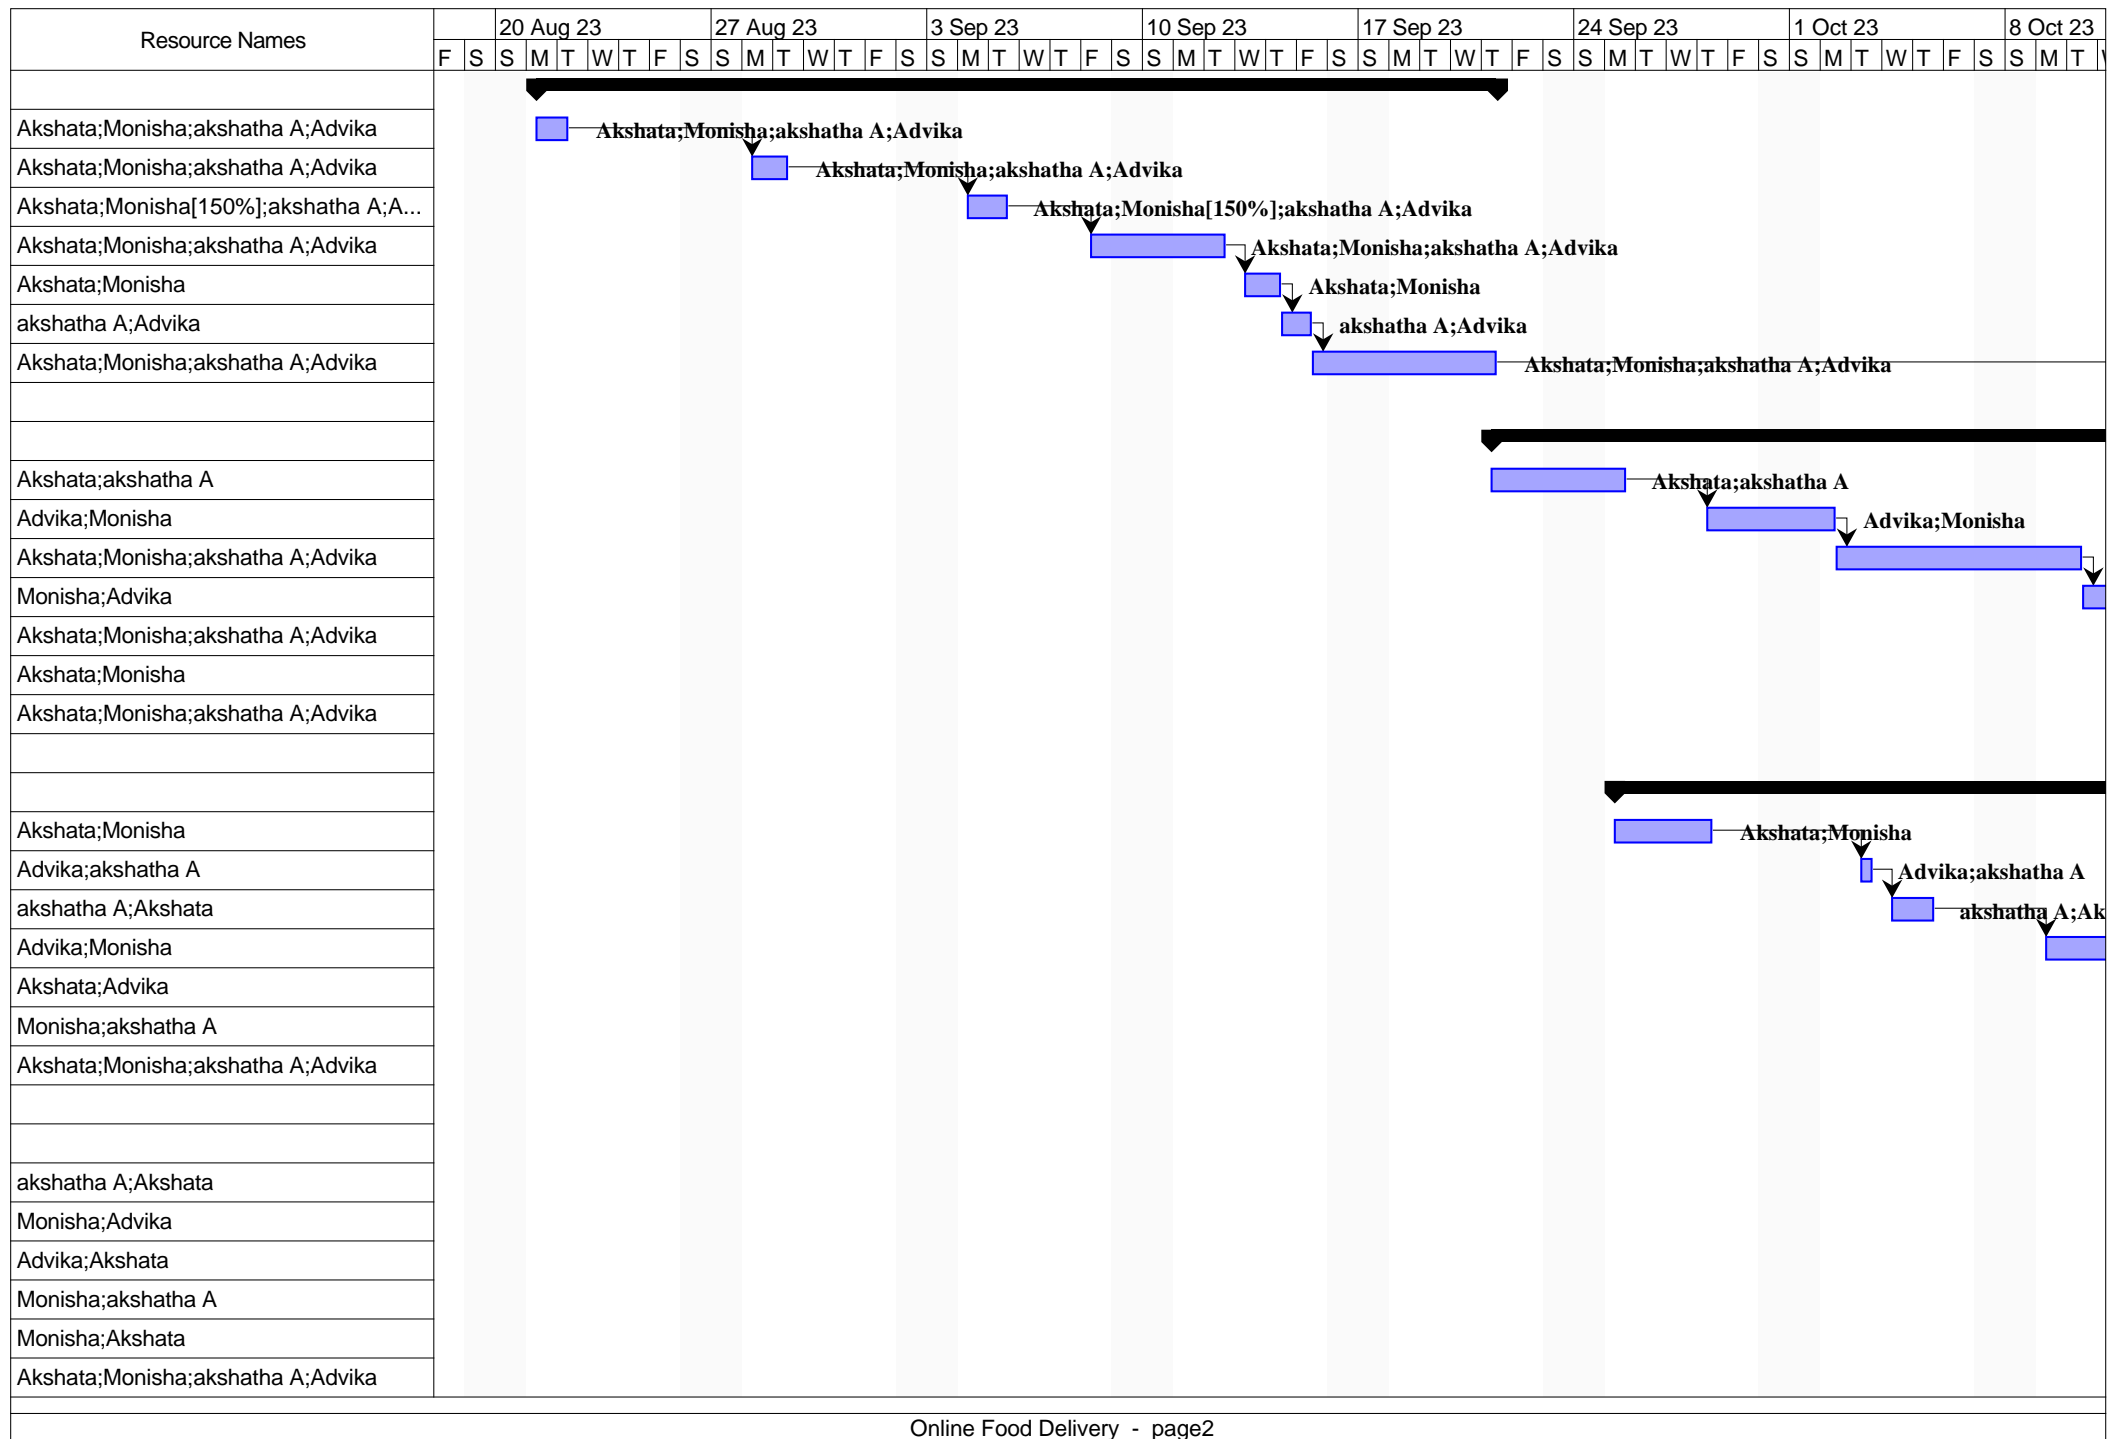 Resource Names
20 Aug 23 27 Aug 23 3 Sep 23 10 Sep 23 17 Sep 23 24 Sep 23 1 Oct 23 8 Oct 23
F S S M T W T F S S M T W T F S S M T W T F S S M T W T F S S M T W T F S S M T W T F S S M T W T F S S M T
Akshata;Monisha;akshatha A;Advika Akshata;Monisha;akshatha A;Advika
Akshata;Monisha;akshatha A;Advika Akshata;Monisha;akshatha A;Advika
Akshata;Monisha[150%];akshatha A;A... Akshata;Monisha[150%];akshatha A;Advika
Akshata;Monisha;akshatha A;Advika Akshata;Monisha;akshatha A;Advika
Akshata;Monisha Akshata;Monisha
akshatha A;Advika akshatha A;Advika
Akshata;Monisha;akshatha A;Advika Akshata;Monisha;akshatha A;Advika
Akshata;akshatha A Akshata;akshatha A
Advika;Monisha Advika;Monisha
Akshata;Monisha;akshatha A;Advika
Monisha;Advika
Akshata;Monisha;akshatha A;Advika
Akshata;Monisha
Akshata;Monisha;akshatha A;Advika
Akshata;Monisha Akshata;Monisha
Advika;akshatha A Advika;akshatha A
akshatha A;Akshata akshatha A;Ak
Advika;Monisha
Akshata;Advika
Monisha;akshatha A
Akshata;Monisha;akshatha A;Advika
akshatha A;Akshata
Monisha;Advika
Advika;Akshata
Monisha;akshatha A
Monisha;Akshata
Akshata;Monisha;akshatha A;Advika
Online Food Delivery - page2